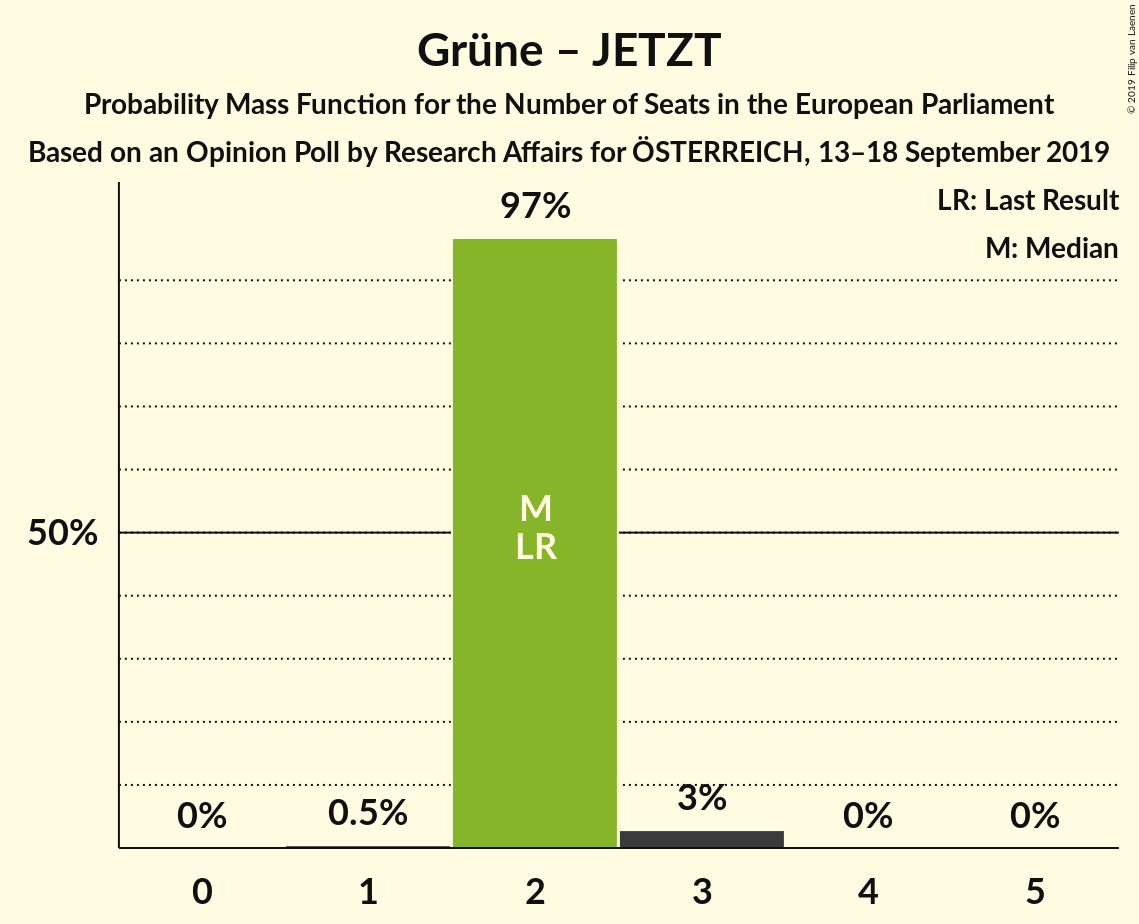 Grüne – JETZT
Probability Mass Function for the Number of Seats in the European Parliament
Based on an Opinion Poll by Research Affairs for ÖSTERREICH, 13–18 September 2019
© 2019 Filip van Laenen
LR: Last Result
M: Median
97%
M
LR
50%
0%
0.5%
3%
0%
0%
0
1
2
3
4
5